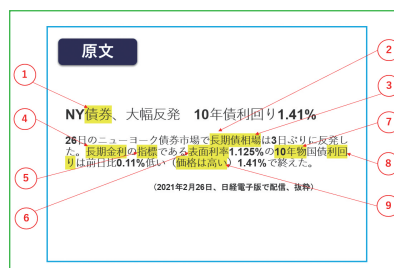 原文
NY債券、大幅反発 10年債利回り1.41%
26日のニューヨーク債券市場で長期債相場は3日ぶりに反発し
た。長期金利の指標である表面利率1.125%の10年物国債利回
りは前日比0.11%低い（価格は高い）1.41%で終えた。
（2021年2月26日、日経電子版で配信、抜粋）
1
2
3
4
7
5
8
6
9